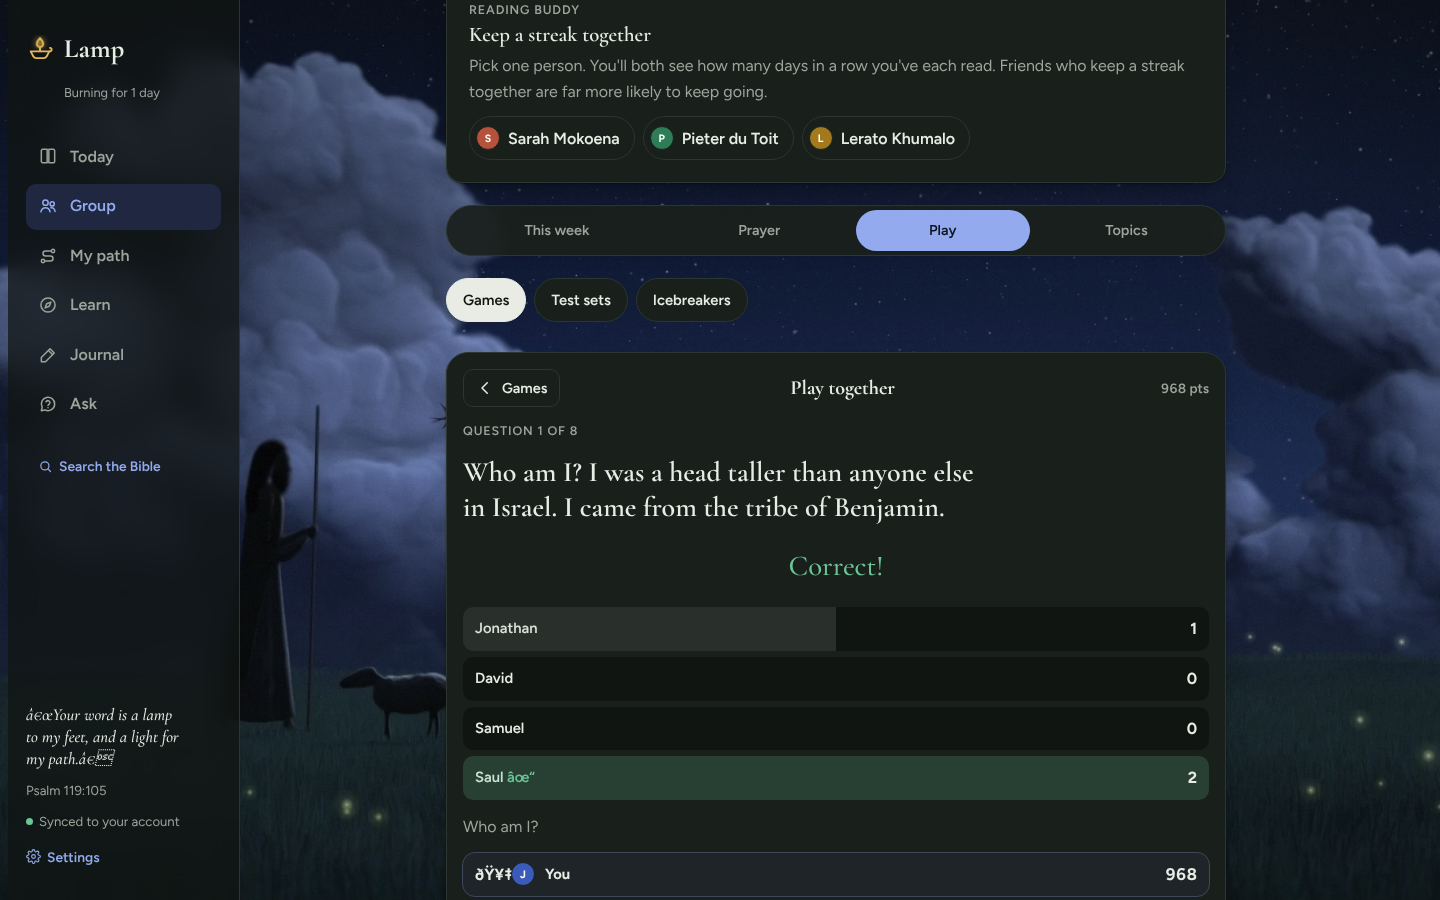 Lamp
Burning for 1 day
Today
Group
My path
Learn
Journal
Ask
Search the Bible
“Your word is a lamp
to my feet, and a light for
my path.â€
Psalm 119:105
Synced to your account
Settings
READING BUDDY
Keep a streak together
Pick one person. You'll both see how many days in a row you've each read. Friends who keep a streak
together are far more likely to keep going.
S Sarah Mokoena
P Pieter du Toit
L Lerato Khumalo
This week
Prayer
Play
Topics
Games
Test sets
Icebreakers
Games
Play together
968 pts
QUESTION 1 OF 8
Who am I? I was a head taller than anyone else
in Israel. I came from the tribe of Benjamin.
Correct!
Jonathan 1
David 0
Samuel 0
Saul âœ“ 2
Who am I?
🥇 J You 968